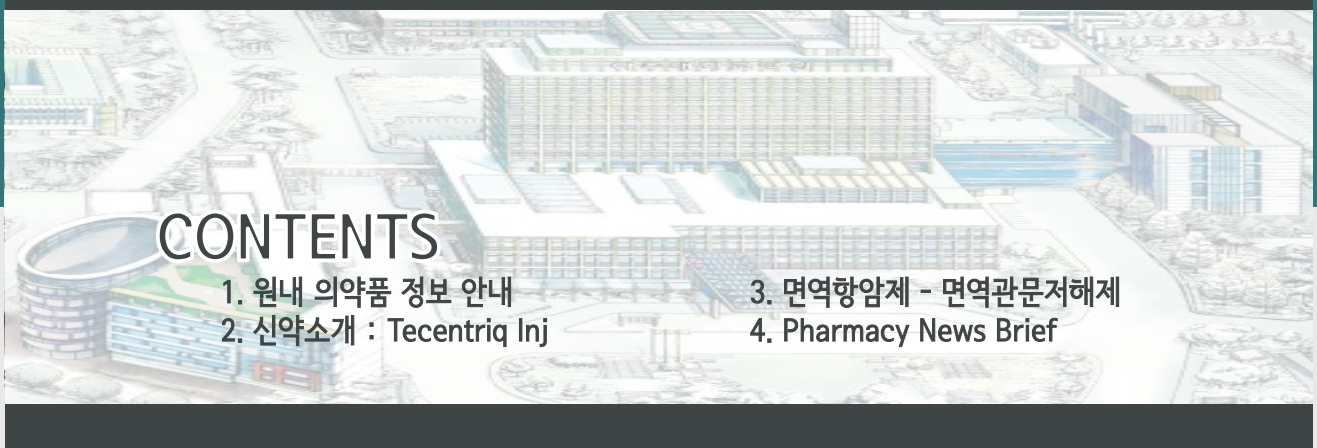 CONTENTS
1. 원내 의약품 정보 안내
2. 신약소개 : Tecentriq Inj
3. 면역항암제 - 면역관문저해제
4. Pharmacy News Brief